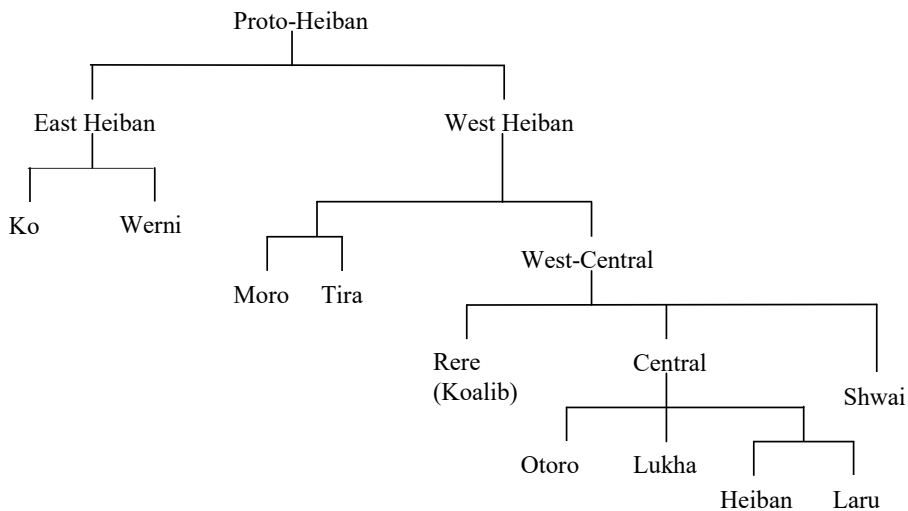 Proto-Heiban
East Heiban
West Heiban
Ko
Werni
West-Central
Moro
Tira
Rere
(Koalib)
Central
Shwai
Otoro
Lukha
Heiban
Laru